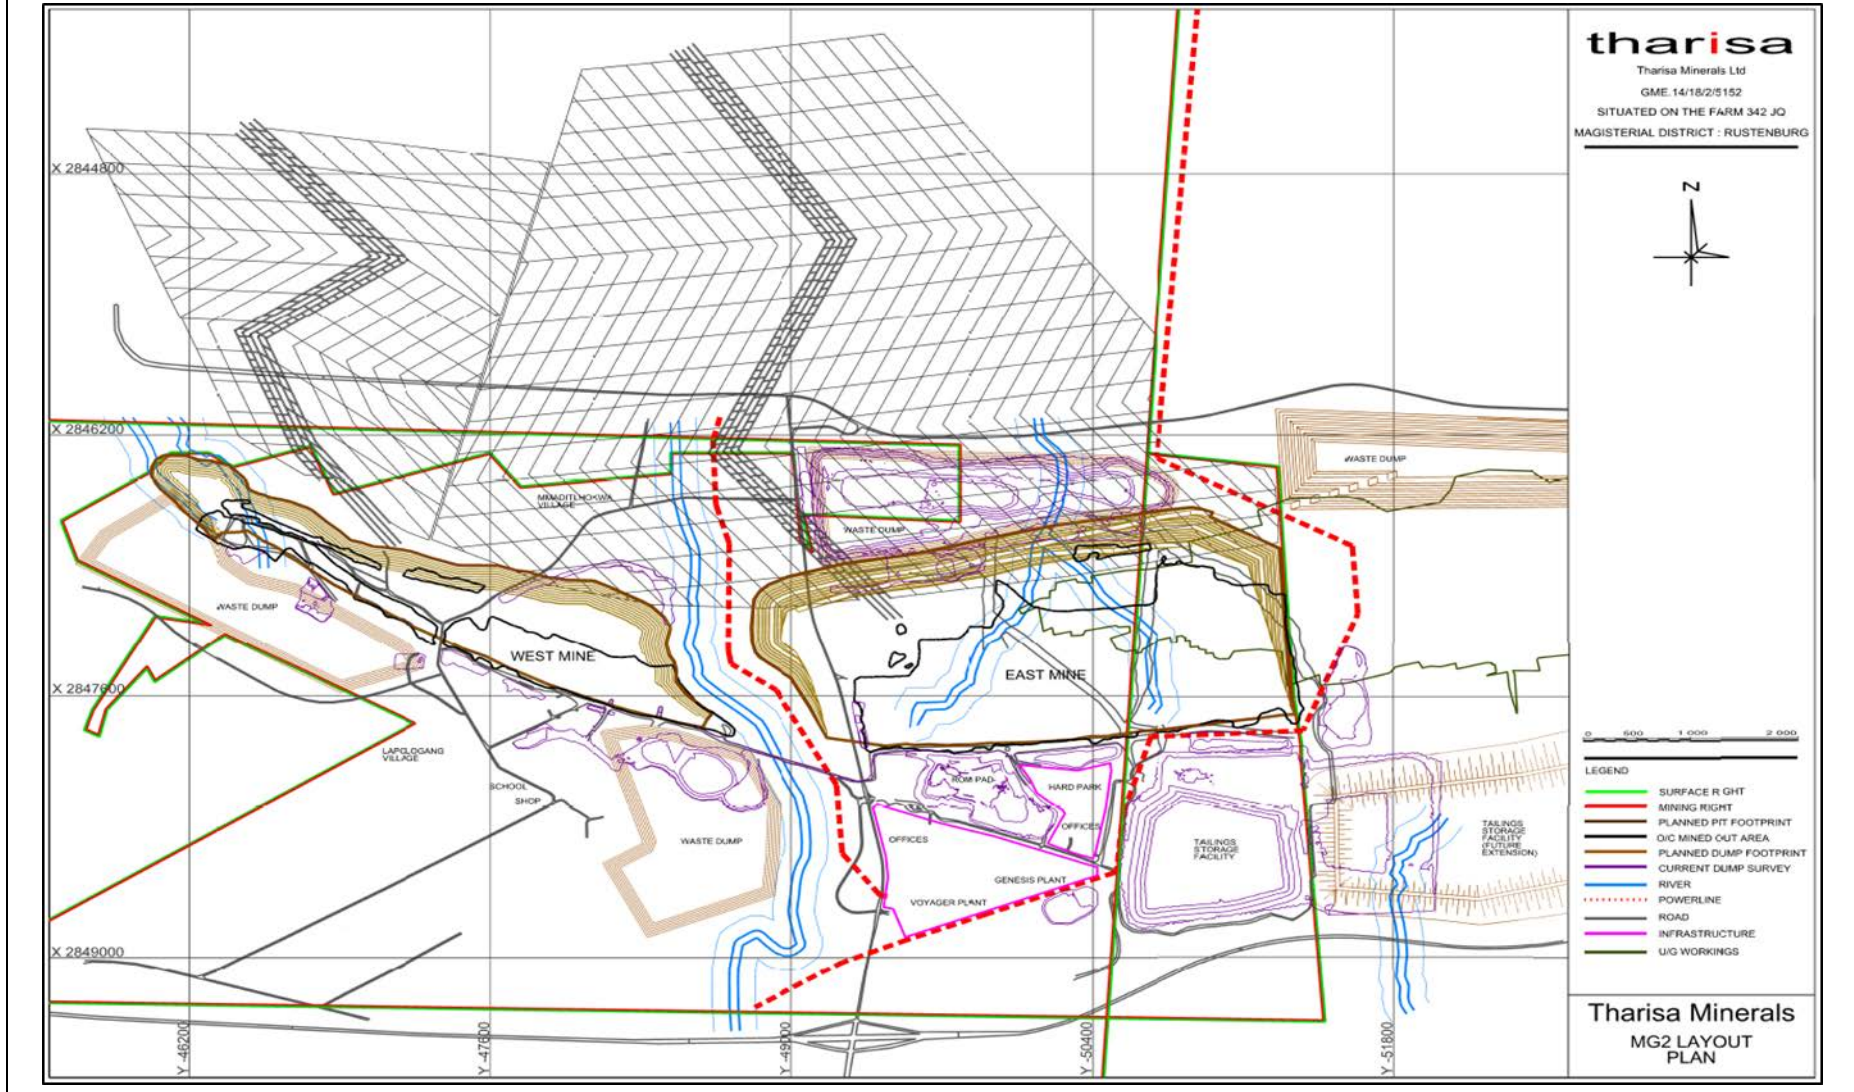 tharisa
Tharisa Minerals Ltd
GME.14/18/2/5152
SITUATED ON THE FARM 342 JQ
MAGISTERIAL DISTRICT : RUSTENBURG
N
X 2844800
X 2846200
X 2847600
X 2849000
MMADITLHOKWA
VILLAGE
WASTE DUMP
WASTE DUMP
WASTE DUMP
WEST MINE
EAST MINE
LAPOLOGANG
VILLAGE
SCHOOL
SHOP
WASTE DUMP
ROM PAD
HARD PARK
OFFICES
OFFICES
GENESIS PLANT
VOYAGER PLANT
TAILINGS
STORAGE
FACILITY
TAILINGS
STORAGE
FACILITY
(FUTURE
EXTENSION)
Y -46200
Y -47600
Y -49000
Y -50400
Y -51800
0 500 1 000 2 000
LEGEND
SURFACE R GHT
MINING RIGHT
PLANNED PIT FOOTPRINT
O/C MINED OUT AREA
PLANNED DUMP FOOTPRINT
CURRENT DUMP SURVEY
RIVER
POWERLINE
ROAD
INFRASTRUCTURE
U/G WORKINGS
Tharisa Minerals
MG2 LAYOUT
PLAN